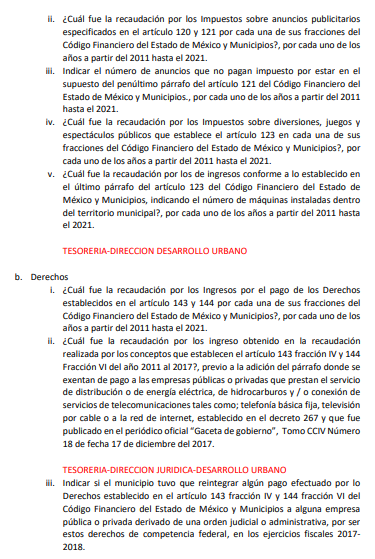 ii. ¿Cuál fue la recaudación por los Impuestos sobre anuncios publicitarios
especificados en el artículo 120 y 121 por cada una de sus fracciones del
Código Financiero del Estado de México y Municipios?, por cada uno de los
años a partir del 2011 hasta el 2021.
iii. Indicar el número de anuncios que no pagan impuesto por estar en el
supuesto del penúltimo párrafo del artículo 121 del Código Financiero del
Estado de México y Municipios., por cada uno de los años a partir del 2011
hasta el 2021.
iv. ¿Cuál fue la recaudación por los Impuestos sobre diversiones, juegos y
espectáculos públicos que establece el artículo 123 en cada una de sus
fracciones del Código Financiero del Estado de México y Municipios?, por
cada uno de los años a partir del 2011 hasta el 2021.
v. ¿Cuál fue la recaudación por los de ingresos conforme a lo establecido en
el último párrafo del artículo 123 del Código Financiero del Estado de
México y Municipios, indicando el número de máquinas instaladas dentro
del territorio municipal?, por cada uno de los años a partir del 2011 hasta
el 2021.
TESORERIA-DIRECCION DESARROLLO URBANO
b. Derechos
i. ¿Cuál fue la recaudación por los Ingresos por el pago de los Derechos
establecidos en el artículo 143 y 144 por cada una de sus fracciones del
Código Financiero del Estado de México y Municipios?, por cada uno de los
años a partir del 2011 hasta el 2021.
ii. ¿Cuál fue la recaudación por los ingreso obtenido en la recaudación
realizada por los conceptos que establecen el artículo 143 fracción IV y 144
Fracción VI del año 2011 al 2017?, previo a la adición del párrafo donde se
exentan de pago a las empresas públicas o privadas que prestan el servicio
de distribución o de energía eléctrica, de hidrocarburos y / o conexión de
servicios de telecomunicaciones tales como; telefonía básica fija, televisión
por cable o a la red de internet, establecido en el decreto 267 y que fue
publicado en el periódico oficial “Gaceta de gobierno”, Tomo CCIV Número
18 de fecha 17 de diciembre del 2017.
TESORERIA-DIRECCION JURIDICA-DESARROLLO URBANO
iii. Indicar si el municipio tuvo que reintegrar algún pago efectuado por lo
Derechos establecido en el artículo 143 fracción IV y 144 fracción VI del
Código Financiero del Estado de México y Municipios a alguna empresa
pública o privada derivado de una orden judicial o administrativa, por ser
estos derechos de competencia federal, en los ejercicios fiscales 2017-
2018.